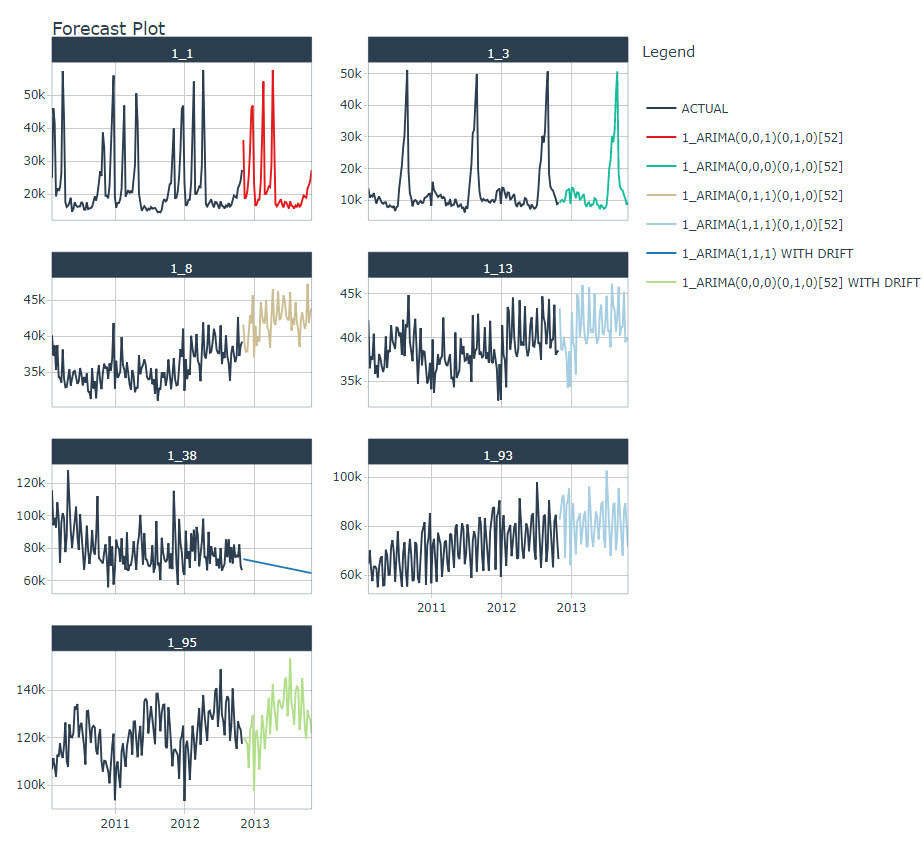 Forecast Plot
1_1
50k
40k
30k
20k
1_3
50k
40k
30k
20k
10k
Legend
ACTUAL
1_ARIMA(0,0,1)(0,1,0)[52]
1_ARIMA(0,0,0)(0,1,0)[52]
1_ARIMA(0,1,1)(0,1,0)[52]
1_ARIMA(1,1,1)(0,1,0)[52]
1_ARIMA(1,1,1) WITH DRIFT
1_ARIMA(0,0,0)(0,1,0)[52] WITH DRIFT
1_8
45k
40k
35k
1_13
45k
40k
35k
1_38
120k
100k
80k
60k
1_93
100k
80k
60k
2011 2012 2013
1_95
140k
120k
100k
2011 2012 2013